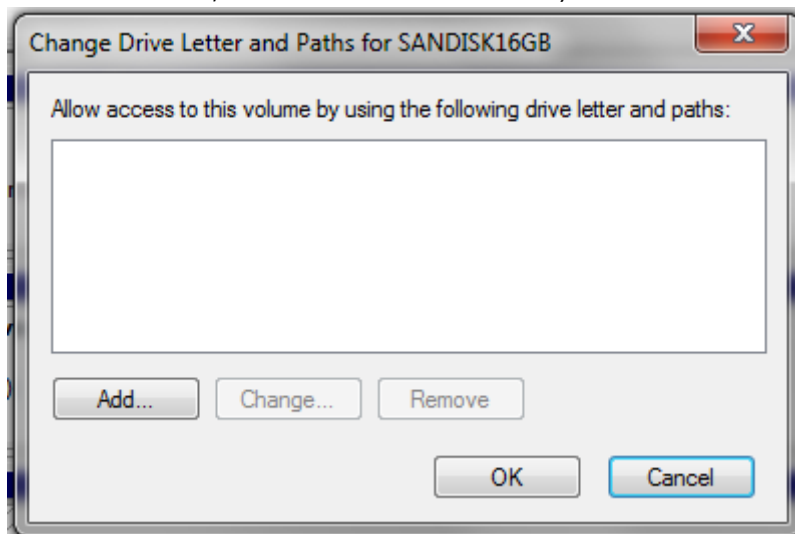 Change Drive Letter and Paths for SANDISK16GB
Allow access to this volume by using the following drive letter and paths:
Add... Change... Remove
OK Cancel